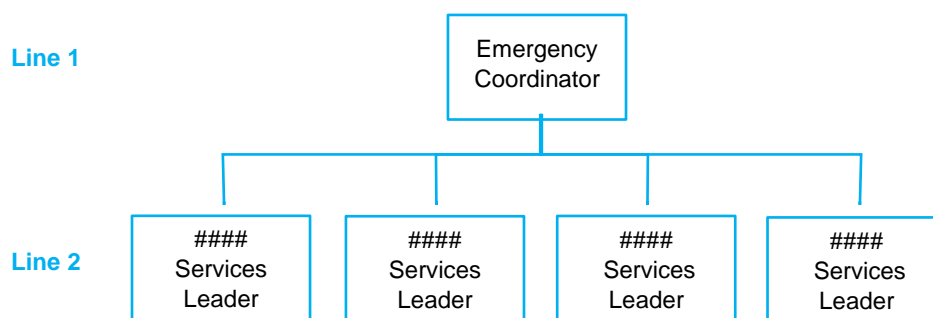 Line 1
Emergency
Coordinator
Line 2
####
Services
Leader
####
Services
Leader
####
Services
Leader
####
Services
Leader